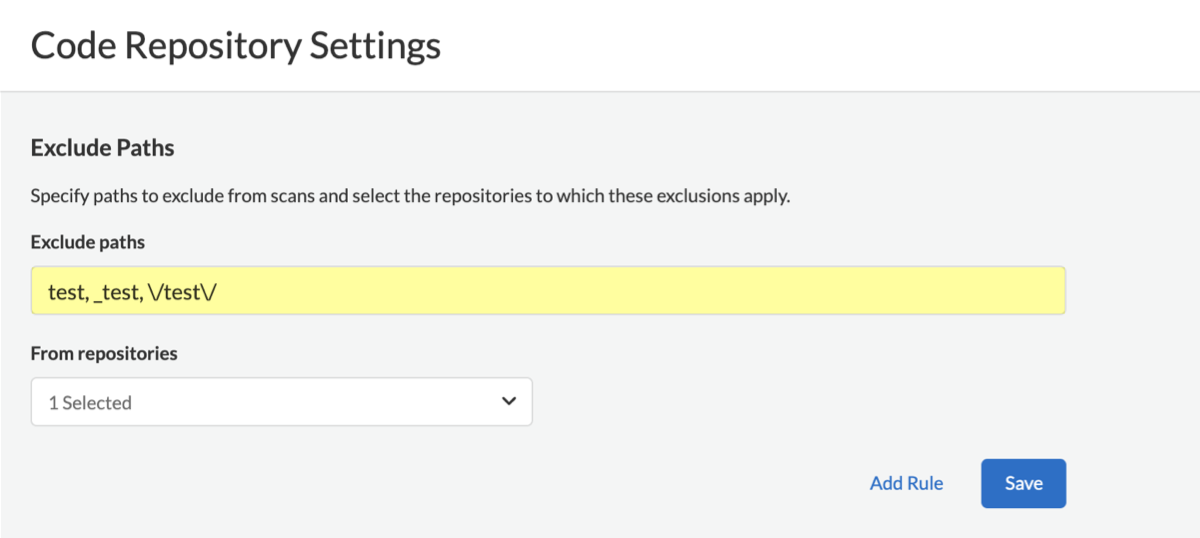 Code Repository Settings
Exclude Paths
Specify paths to exclude from scans and select the repositories to which these exclusions apply.
Exclude paths
test, _test, \/test\/
From repositories
1 Selected
Add Rule
Save